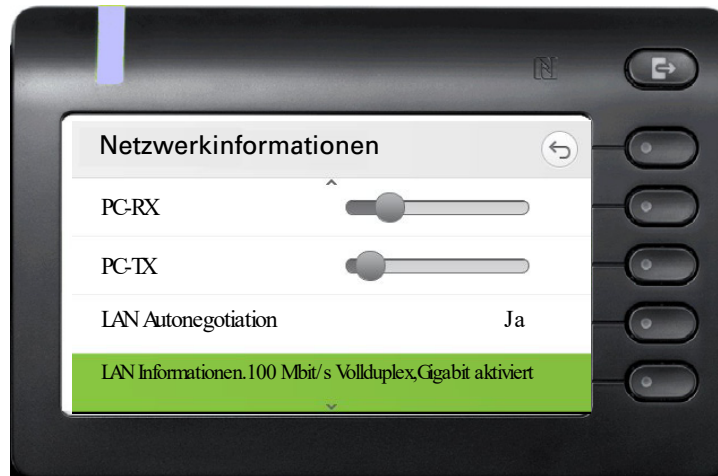 Netzwerkinformationen
PC-RX
PC-TX
LAN Autonegotiation Ja
LAN Informationen.100 Mbit/s Vollduplex,Gigabit aktiviert